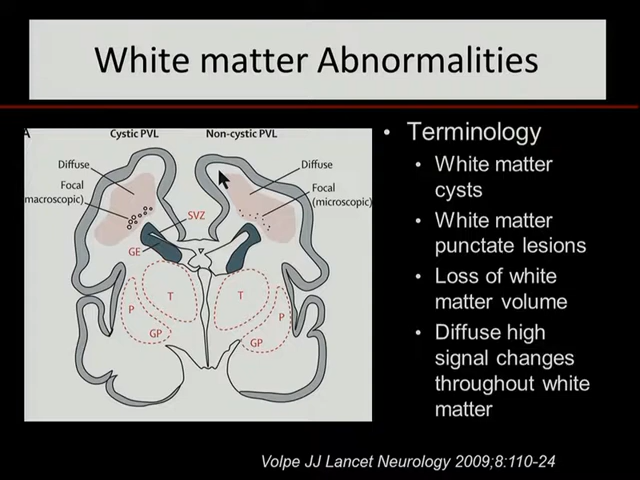 White matter Abnormalities
A
Cystic PVL
Non-cystic PVL
Diffuse
Diffuse
Focal
(macroscopic)
Focal
(microscopic)
SVZ
GE
T
T
P
P
GP
GP
• Terminology
• White matter
cysts
• White matter
punctate lesions
• Loss of white
matter volume
• Diffuse high
signal changes
throughout white
matter
Volpe JJ Lancet Neurology 2009;8:110-24